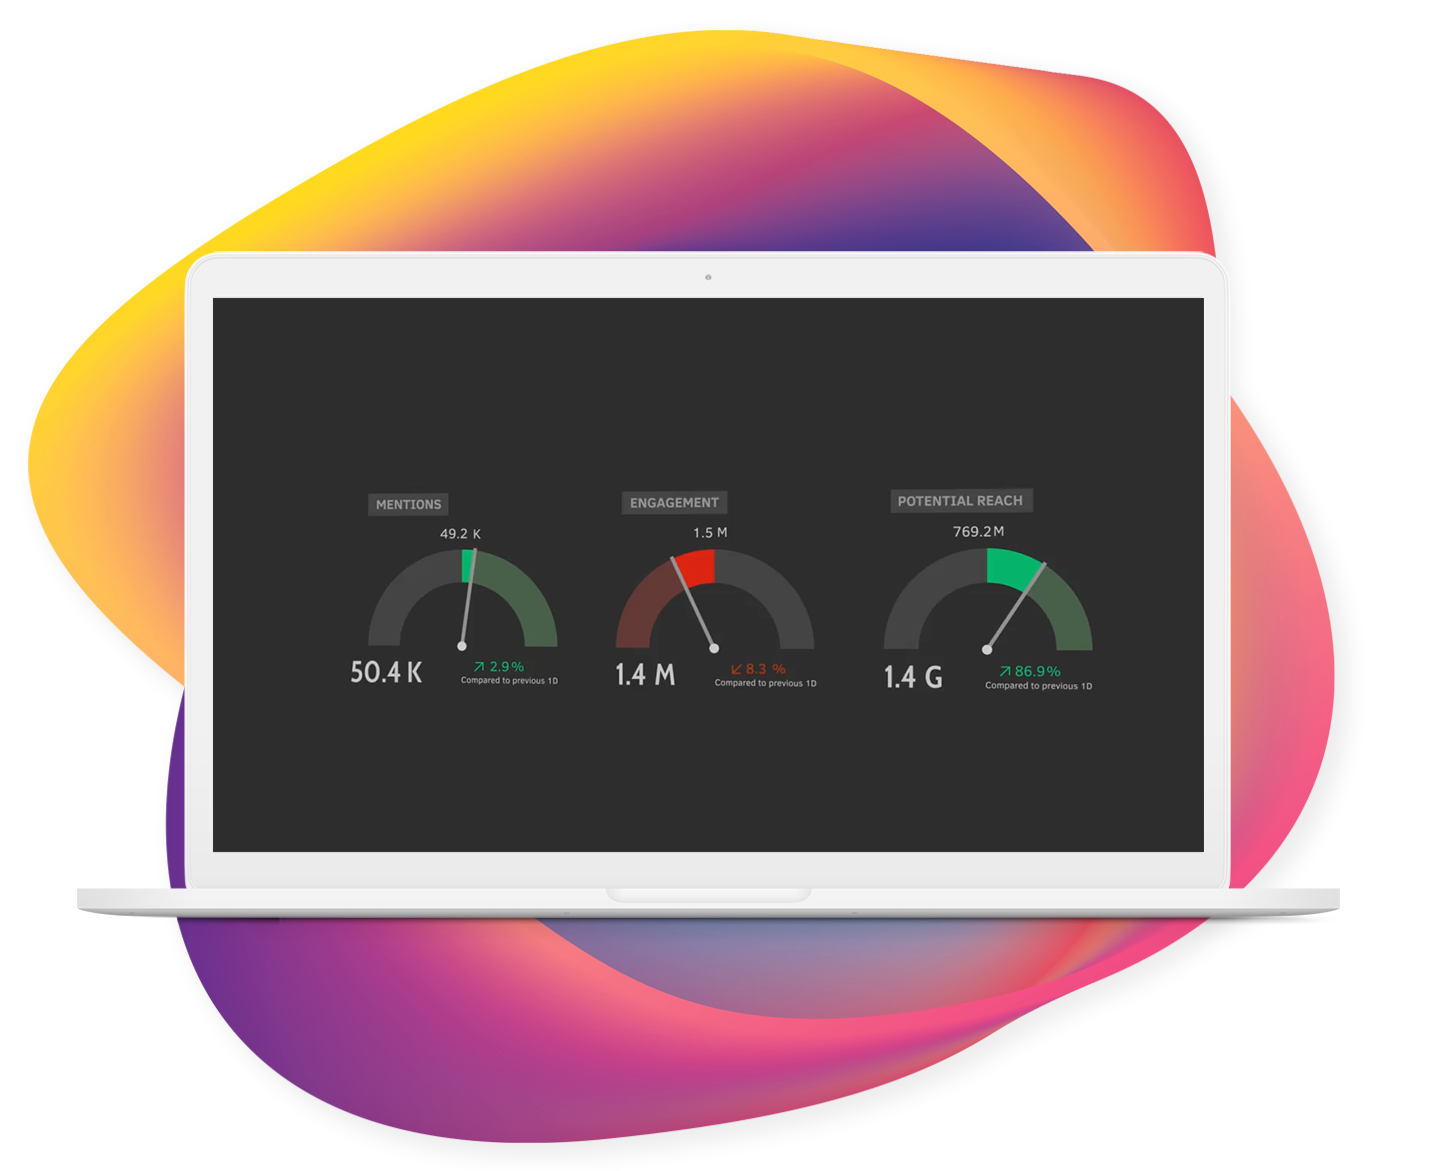 MENTIONS
49.2 K
50.4 K
2.9%
Compared to previous 1D
ENGAGEMENT
1.5 M
1.4 M
8.3 %
Compared to previous 1D
POTENTIAL REACH
769.2M
1.4 G
86.9%
Compared to previous 1D